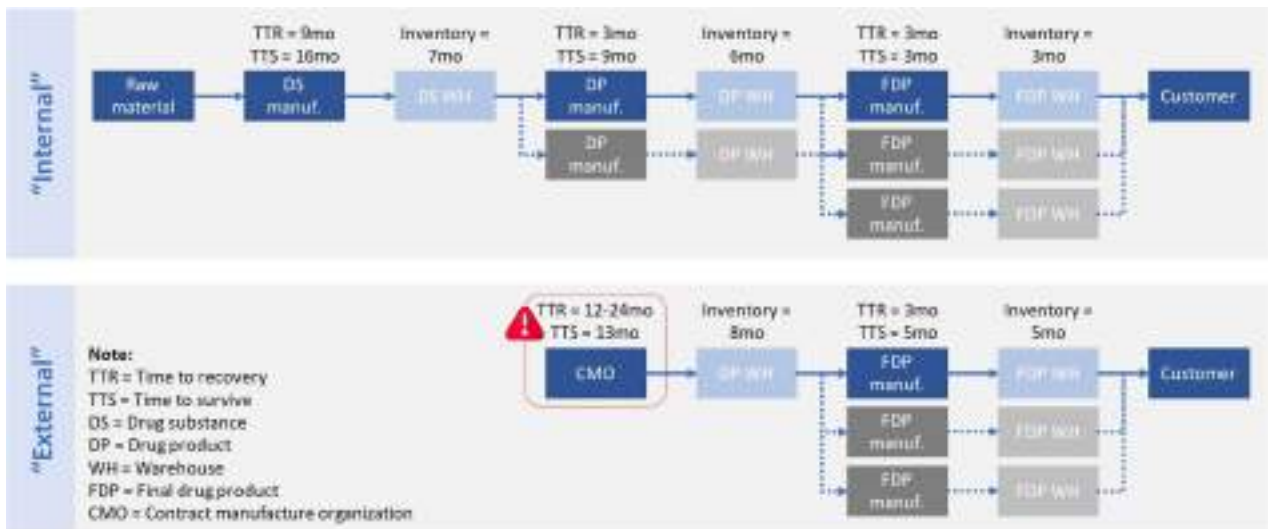 "Internal"
TTR = 9mo
TTS = 16mo
Inventory =
7mo
TTR = 3mo
TTS = 9mo
Inventory =
6mo
TTR = 3mo
TTS = 3mo
Inventory =
3mo
Raw
material
DS
manuf.
DS WH
DP
manuf.
DP WH
FDP
manuf.
FDP WH
Customer
DP
manuf.
DP WH
FDP
manuf.
FDP WH
FDP
manuf.
FDP WH
"External"
TTR = 12-24mo
TTS = 13mo
Inventory =
8mo
TTR = 3mo
TTS = 5mo
Inventory =
5mo
CMO
DP WH
FDP
manuf.
FDP WH
Customer
FDP
manuf.
FDP WH
FDP
manuf.
FDP WH
Note:
TTR = Time to recovery
TTS = Time to survive
DS = Drug substance
DP = Drug product
WH = Warehouse
FDP = Final drug product
CMO = Contract manufacture organization